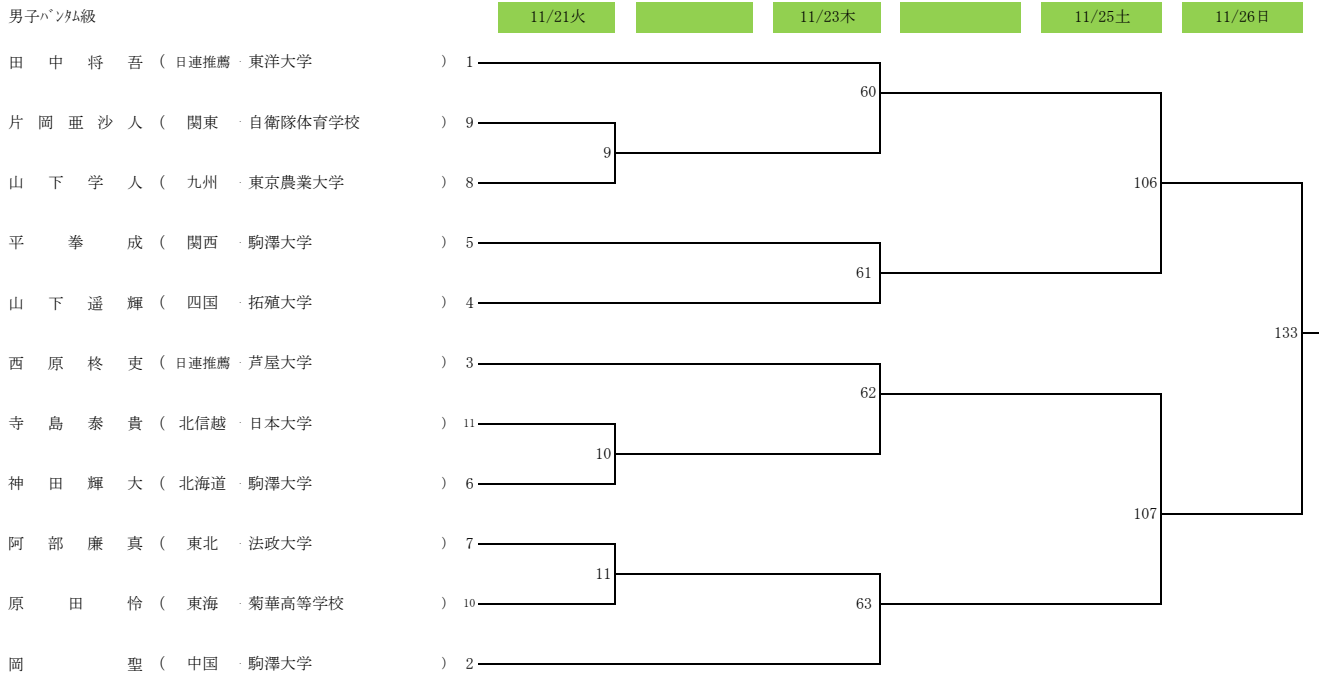 男子バンタム級 11/21火 11/23木 11/25土 11/26日
田中将吾 ( 日連推薦 · 東洋大学 ) 1
60
片岡亜沙人 ( 関東 · 自衛隊体育学校 ) 9
9
山下学人 ( 九州 · 東京農業大学 ) 8
106
平拳成 ( 関西 · 駒澤大学 ) 5
61
山下遥輝 ( 四国 · 拓殖大学 ) 4
133
西原柊吏 ( 日連推薦 · 芦屋大学 ) 3
62
寺島泰貴 ( 北信越 · 日本大学 ) 11
10
神田輝大 ( 北海道 · 駒澤大学 ) 6
107
阿部廉真 ( 東北 · 法政大学 ) 7
11
原田怜 ( 東海 · 菊華高等学校 ) 10
63
岡聖 ( 中国 · 駒澤大学 ) 2